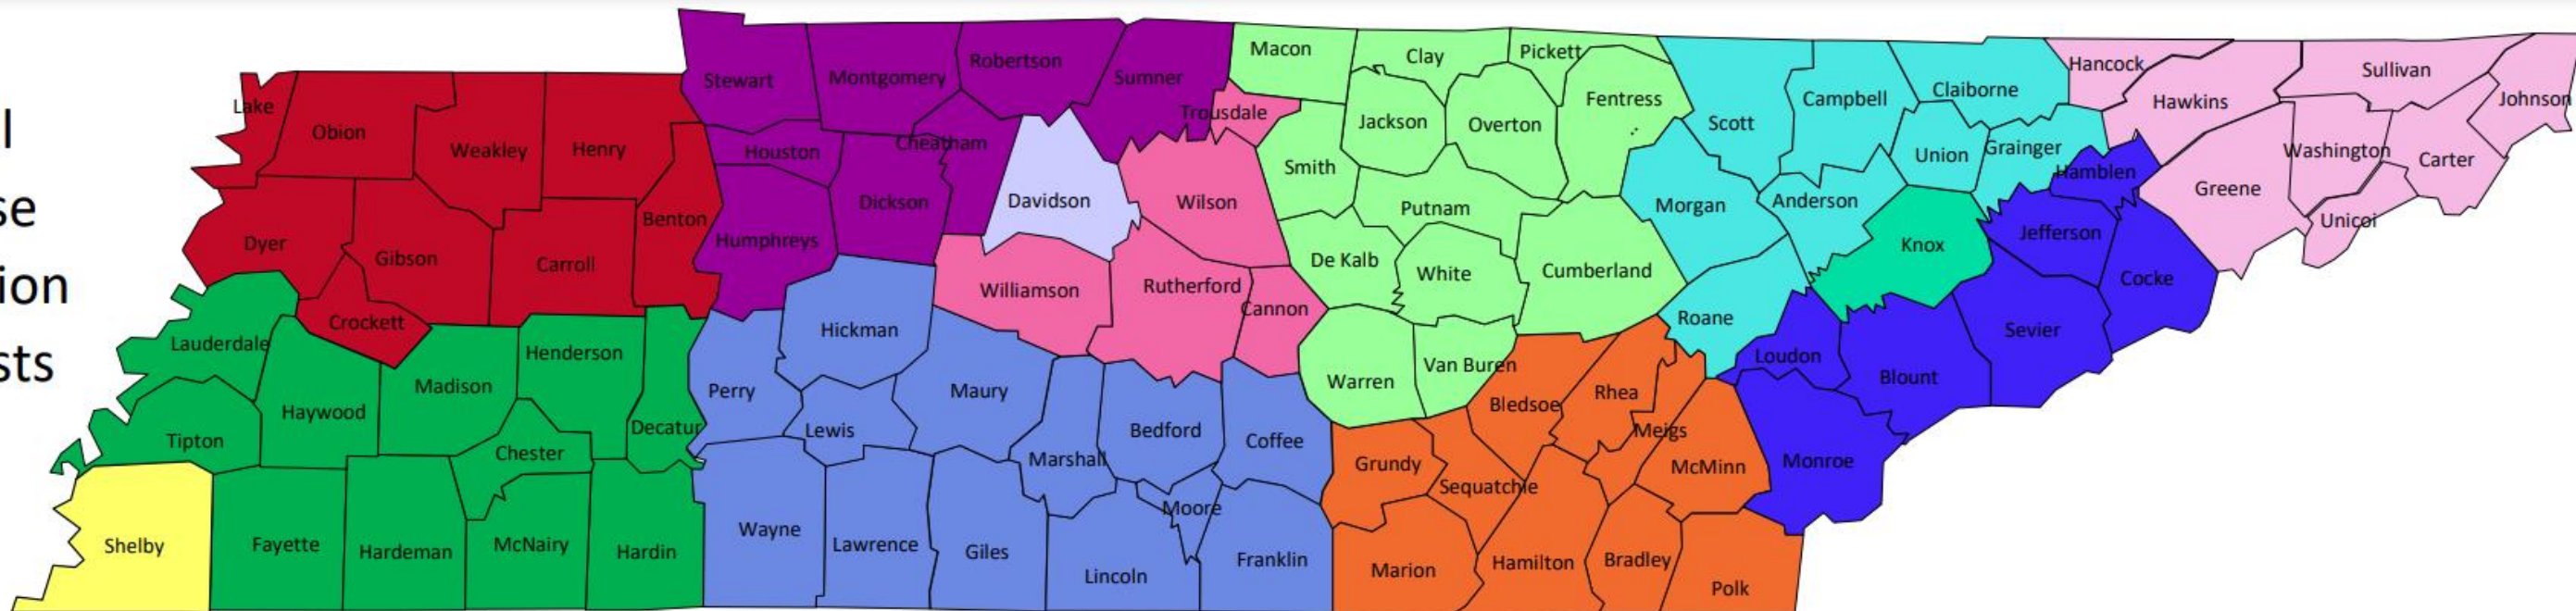 l
se
ion
sts
Lake
Obion
Weakley
Henry
Benton
Dyer
Gibson
Carroll
Crockett
Lauderdale
Haywood
Madison
Henderson
Decatur
Tipton
Chester
Shelby
Fayette
Hardeman
McNairy
Hardin
Stewart
Montgomery
Robertson
Sumner
Houston
Cheatham
Dickson
Humphreys
Davidson
Trousdale
Wilson
Williamson
Rutherford
Cannon
Hickman
Perry
Lewis
Maury
Marshall
Bedford
Coffee
Wayne
Lawrence
Giles
Lincoln
Moore
Franklin
Macon
Clay
Pickett
Fentress
Jackson
Overton
Smith
Putnam
De Kalb
White
Cumberland
Warren
Van Buren
Bledsoe
Rhea
Meigs
McMinn
Grundy
Sequatchie
Marion
Hamilton
Bradley
Polk
Scott
Campbell
Claiborne
Union
Grainger
Morgan
Anderson
Roane
Knox
Hamblen
Jefferson
Cocke
Sevier
Loudon
Blount
Monroe
Hancock
Hawkins
Sullivan
Johnson
Greene
Washington
Carter
Unicoi